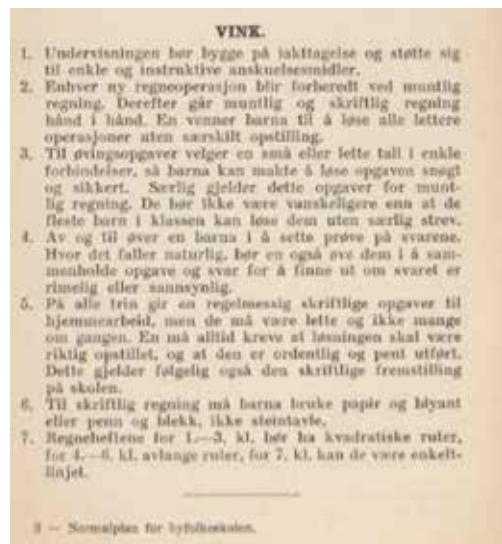 VINK.
1. Undervisningen bør bygge på iakttagelse og støtte sig
til enkle og instruktive anskuelsesmidler.
2. Enhver ny regneoperasjon blir forberedt ved muntlig
regning. Derefter går muntlig og skriftlig regning
hånd i hånd. En venner barna til å løse alle lettere
operasjoner uten særskilt opstilling.
3. Til øvingsopgaver velger en små eller lette tall i enkle
forbindelser, så barna kan makte å løse opgaven snøgt
og sikkert. Særlig gjelder dette opgaver for munt-
lig regning. De bør ikke være vanskeligere enn at de
fleste barn i klassen kan løse dem uten særlig strev.
4. Av og til øver en barna i å sette prøve på svarene.
Hvor det faller naturlig, bør en også øve dem i å sam-
menholde opgave og svar for å finne ut om svaret er
rimelig eller sannsynlig.
5. På alle trin gir en regelmessig skriftlige opgaver til
hjemmearbeid, men de må være lette og ikke mange
om gangen. En må alltid kreve at løsningen skal være
riktig opstillet, og at den er ordentlig og pent utført.
Dette gjelder følgelig også den skriftlige fremstilling
på skolen.
6. Til skriftlig regning må barna bruke papir og blyant
eller penn og blekk, ikke steintavle.
7. Regneheftene for 1.—3. kl. bør ha kvadratiske ruter,
for 4.—6. kl. avlange ruter, for 7. kl. kan de være enkelt-
linjet.
3 — Normalplan for byfolkeskolen.